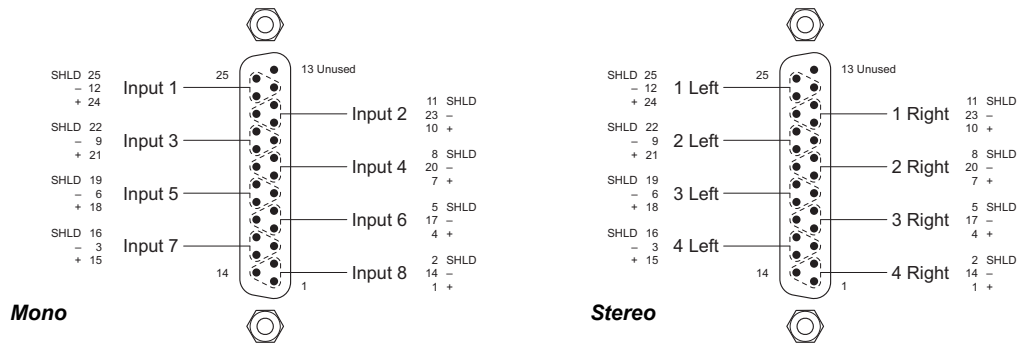 SHLD 25
– 12
+ 24
Input 1
25
13 Unused
11 SHLD
23 –
10 +
Input 2
SHLD 22
– 9
+ 21
Input 3
8 SHLD
20 –
7 +
Input 4
SHLD 19
– 6
+ 18
Input 5
5 SHLD
17 –
4 +
Input 6
SHLD 16
– 3
+ 15
Input 7
14
2 SHLD
14 –
1 +
Input 8
1
Mono
SHLD 25
– 12
+ 24
1 Left
25
13 Unused
11 SHLD
23 –
10 +
1 Right
SHLD 22
– 9
+ 21
2 Left
8 SHLD
20 –
7 +
2 Right
SHLD 19
– 6
+ 18
3 Left
5 SHLD
17 –
4 +
3 Right
SHLD 16
– 3
+ 15
4 Left
14
2 SHLD
14 –
1 +
4 Right
1
Stereo